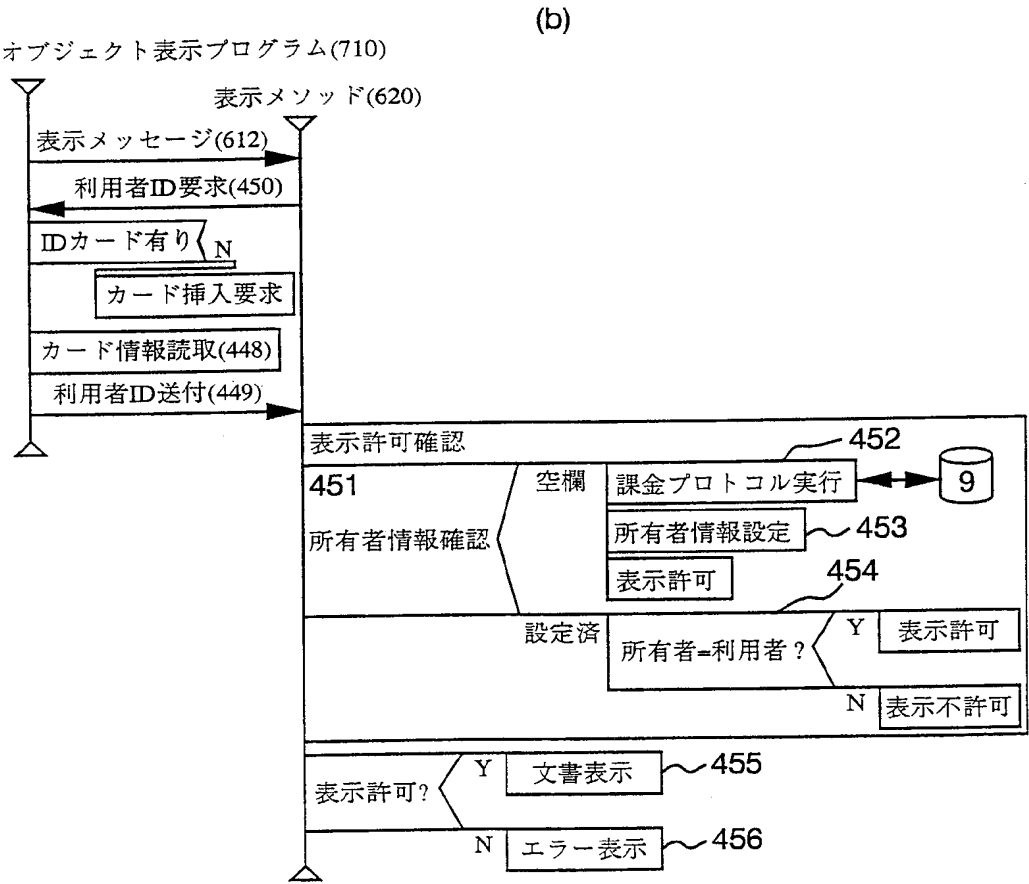 (b)
オブジェクト表示プログラム(710)
表示メソッド(620)
表示メッセージ(612)
利用者ID要求(450)
IDカード有り
N
カード挿入要求
カード情報読取(448)
利用者ID送付(449)
表示許可確認
452
451
空欄
課金プロトコル実行
9
所有者情報確認
所有者情報設定
453
表示許可
454
設定済
所有者=利用者?
Y
表示許可
N
表示不許可
表示許可?
Y
文書表示
455
N
エラー表示
456